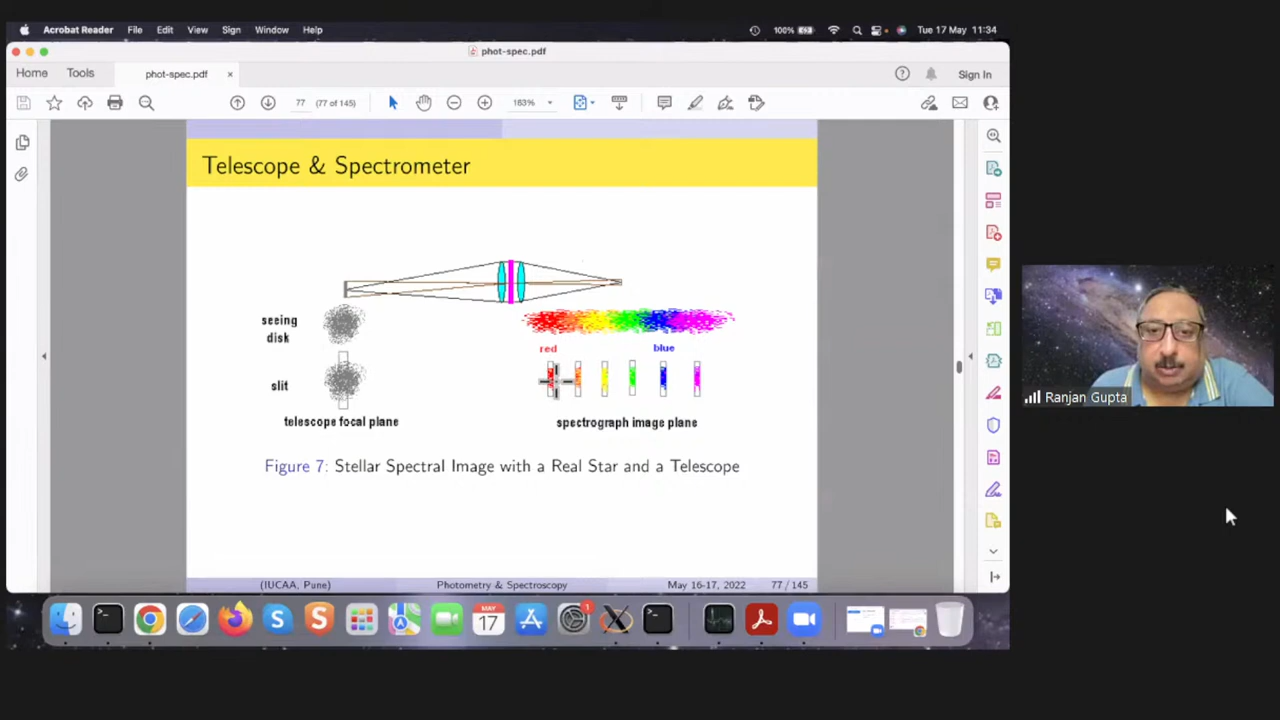 Acrobat Reader File Edit View Sign Window Help 100% Tue 17 May 11:34
phot-spec.pdf
Home Tools phot-spec.pdf × Sign In
77 (77 of 145) 183%
Telescope & Spectrometer
seeing
disk
red blue
slit
telescope focal plane spectrograph image plane
Figure 7: Stellar Spectral Image with a Real Star and a Telescope
(IUCAA, Pune) Photometry & Spectroscopy May 16-17, 2022 77 / 145
Ranjan Gupta
MAY
17
1